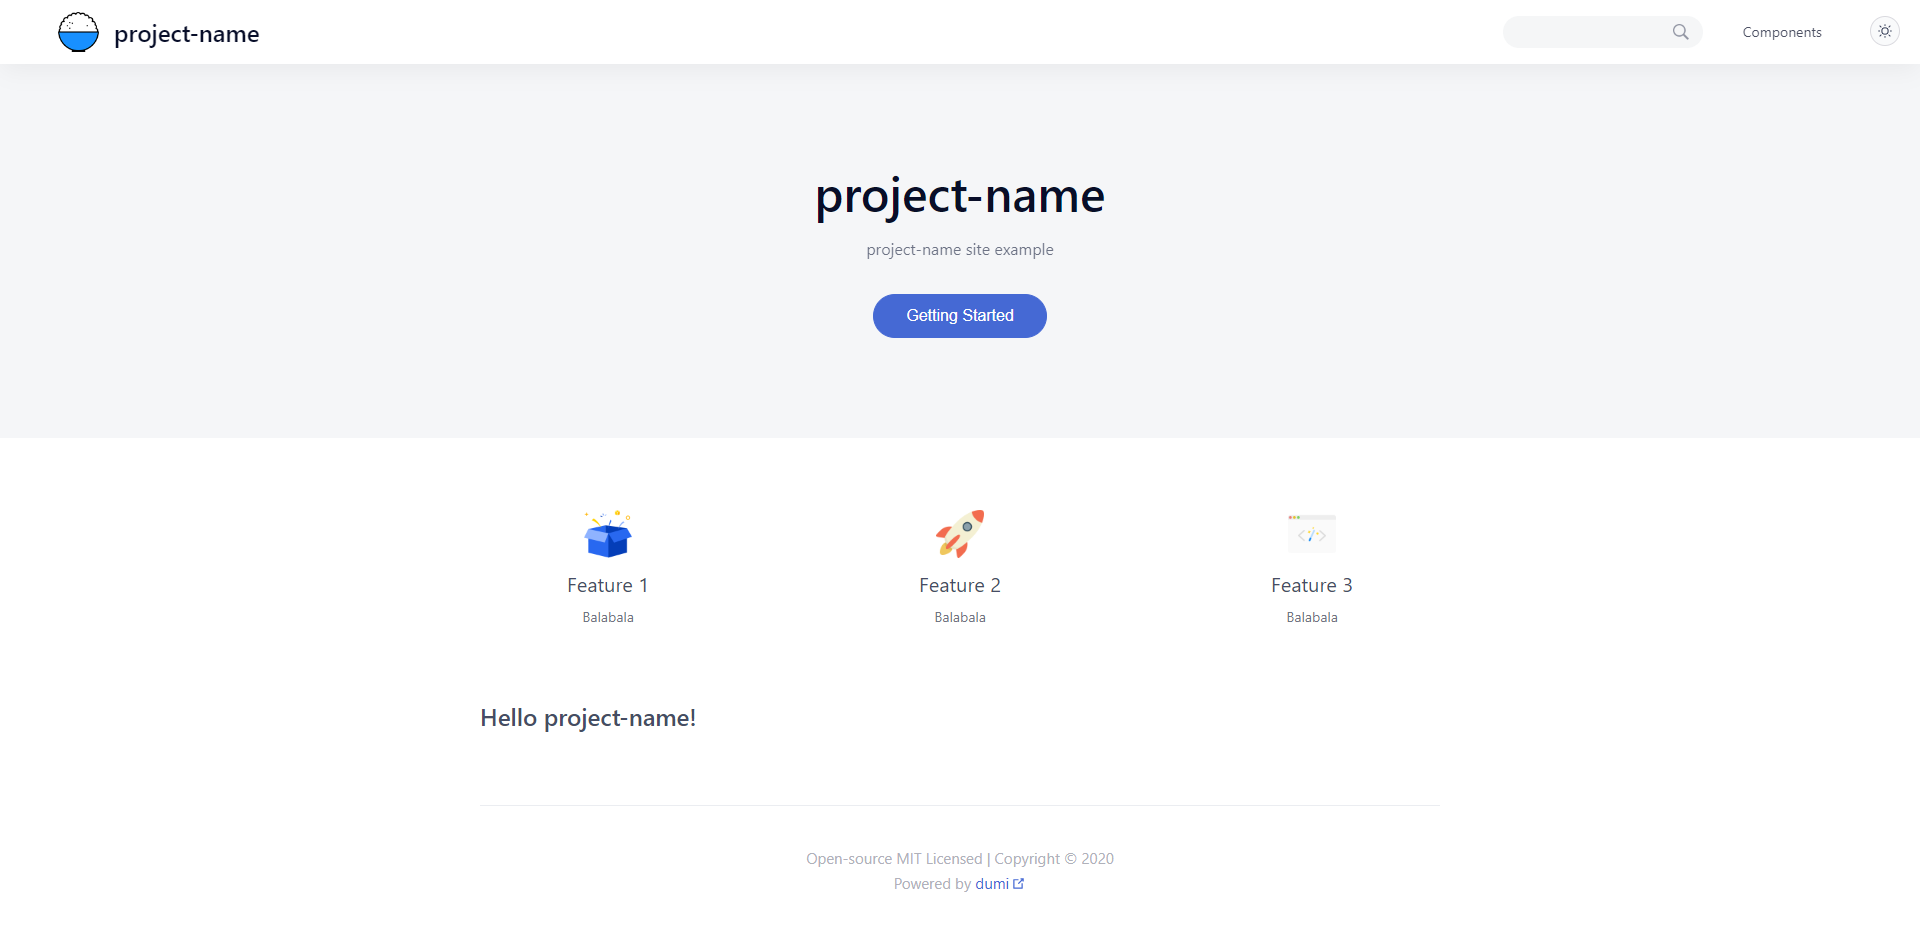 project-name
Components
project-name
project-name site example
Getting Started
Feature 1
Balabala
Feature 2
Balabala
Feature 3
Balabala
Hello project-name!
Open-source MIT Licensed | Copyright © 2020
Powered by dumi